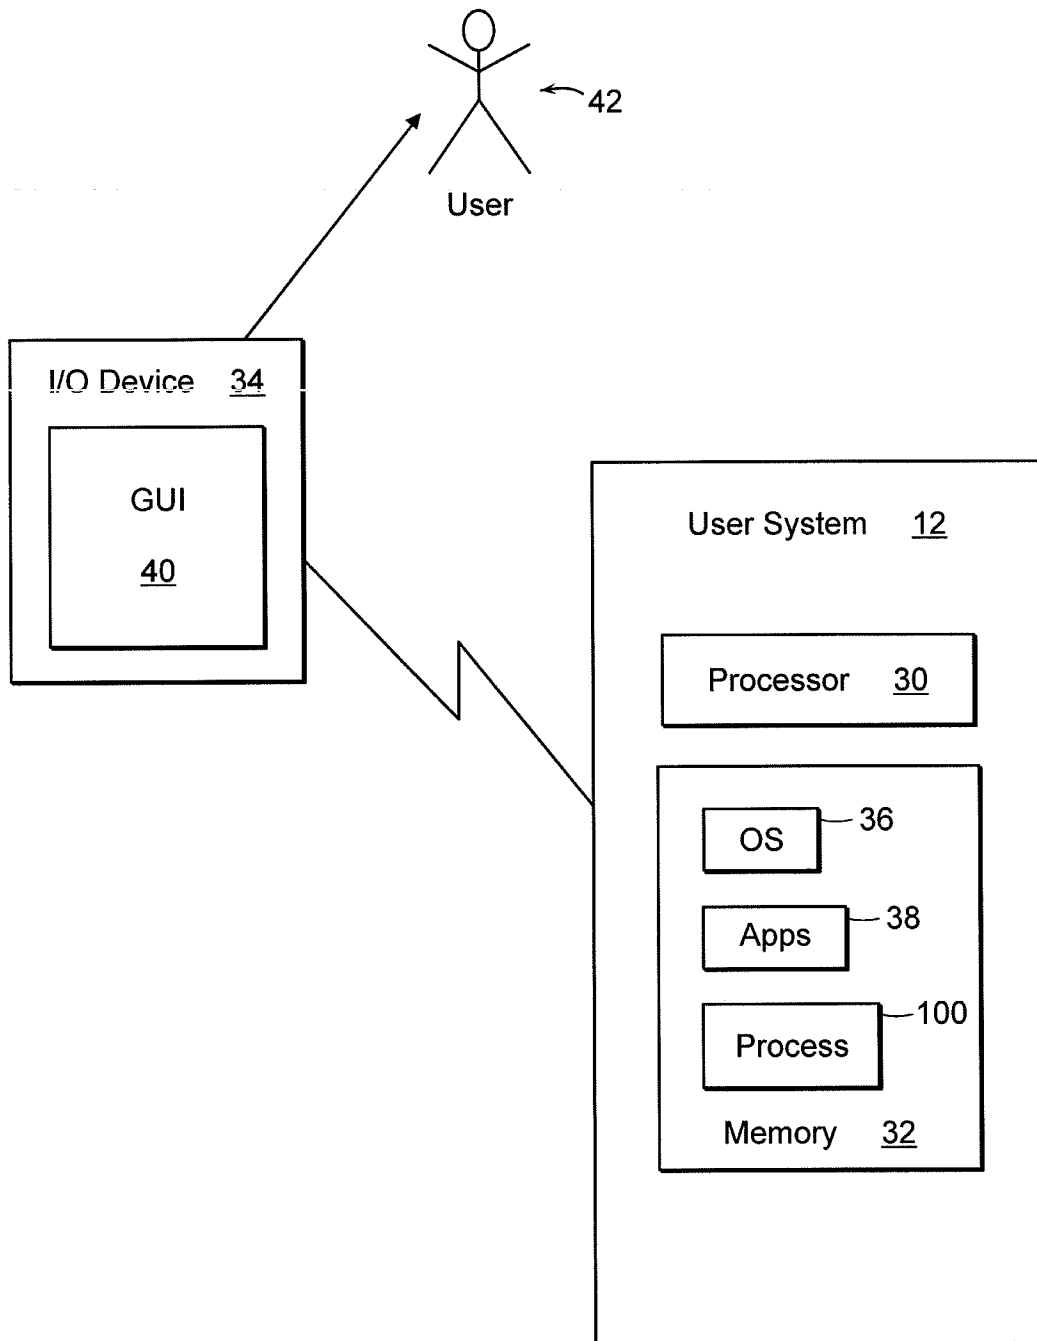 42
User
I/O Device 34
GUI
40
User System 12
Processor 30
OS
36
Apps
38
Process
100
Memory 32